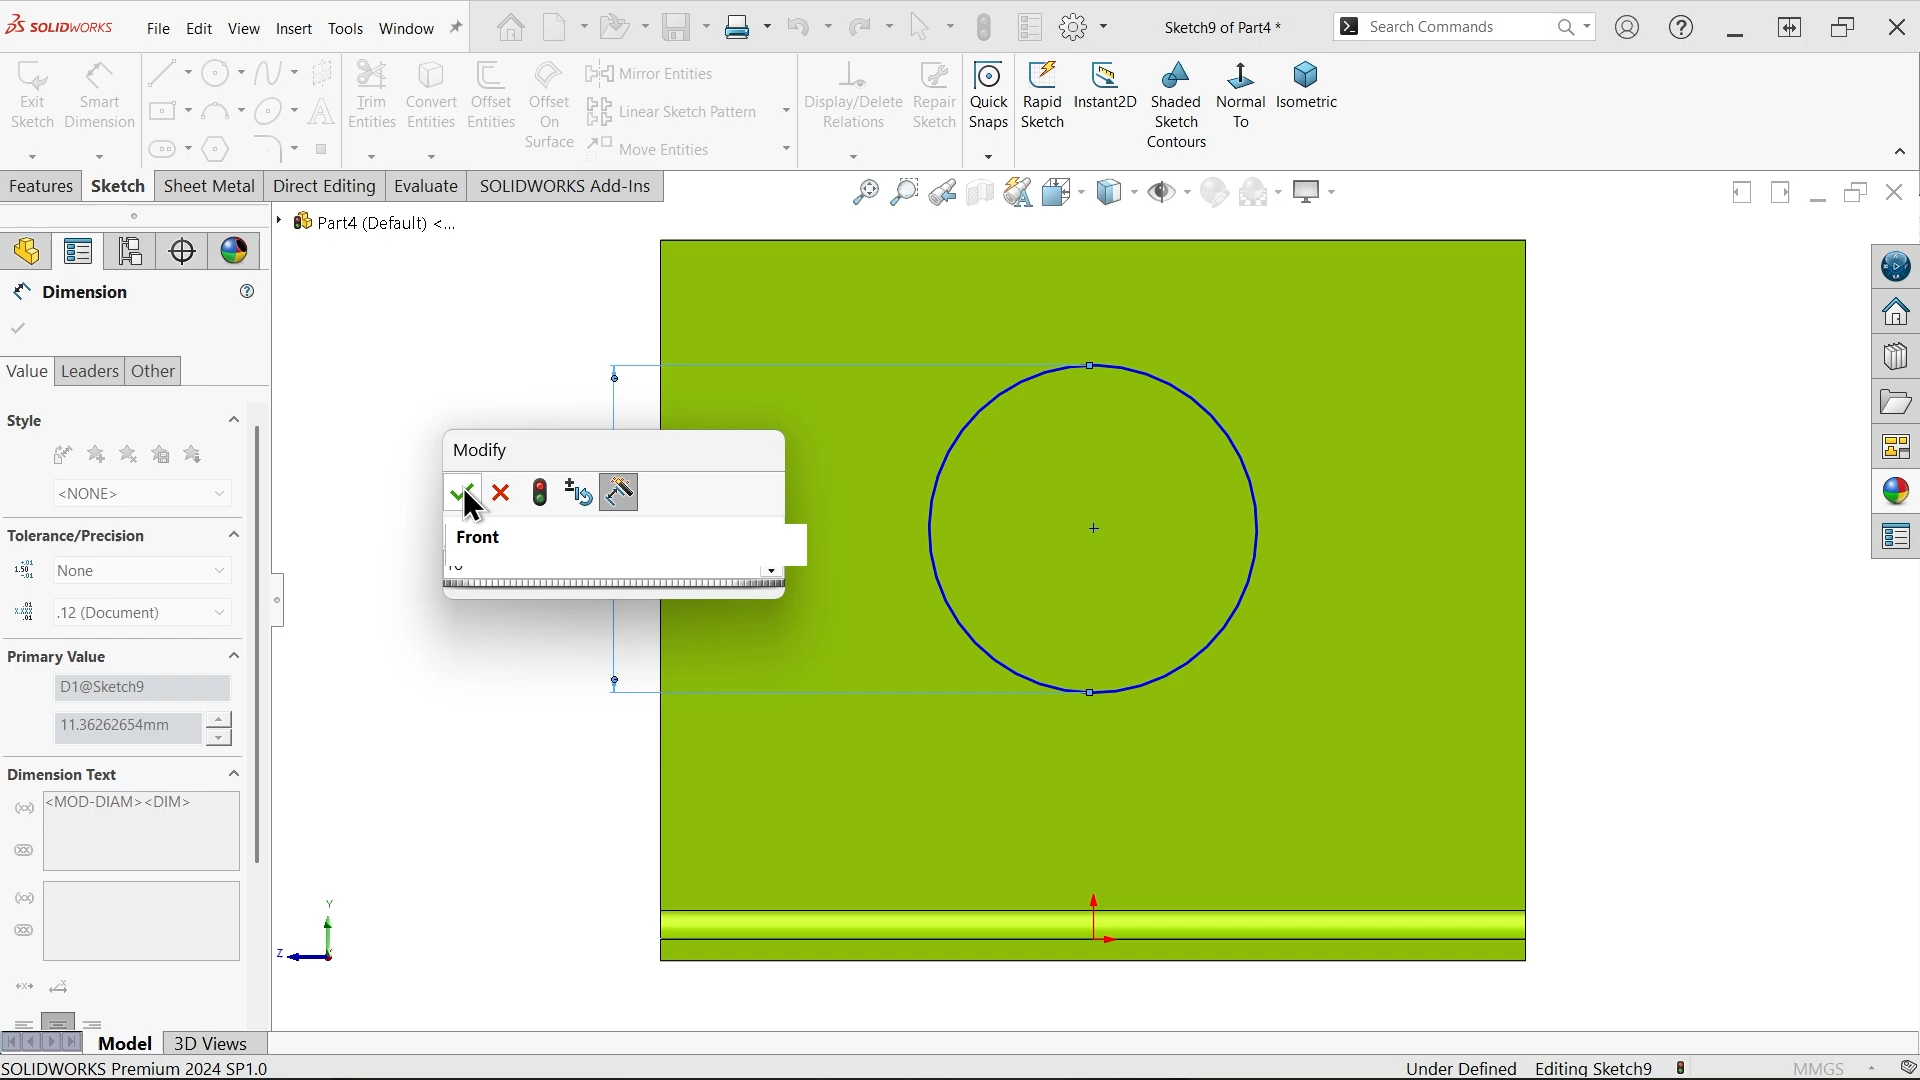 SOLIDWORKS
File Edit View Insert Tools Window
Sketch9 of Part4 *
Search Commands
Exit Sketch
Smart Dimension
Trim Entities
Convert Entities
Offset Entities
Offset On Surface
Mirror Entities
Linear Sketch Pattern
Move Entities
Display/Delete Relations
Repair Sketch
Quick Snaps
Rapid Sketch
Instant2D
Shaded Sketch Contours
Normal To
Isometric
Features Sketch Sheet Metal Direct Editing Evaluate SOLIDWORKS Add-Ins
Part4 (Default) <...
Dimension
Value Leaders Other
Style
<NONE>
Tolerance/Precision
None
.12 (Document)
Primary Value
D1@Sketch9
11.36262654mm
Dimension Text
<MOD-DIAM><DIM>
Modify
Front
Y
Z
Model 3D Views
SOLIDWORKS Premium 2024 SP1.0
Under Defined Editing Sketch9 MMGS